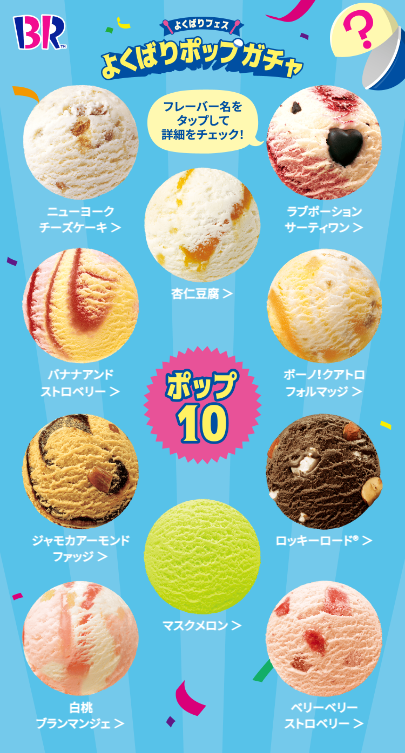 BR™
よくばりフェス
よくばりポップガチャ
?
フレーバー名を
タップして
詳細をチェック!
ニューヨーク
チーズケーキ >
ラブポーション
サーティワン >
杏仁豆腐 >
バナナアンド
ストロベリー >
ボーノ!クアトロ
フォルマッジ >
ポップ
10
ジャモカアーモンド
ファッジ >
ロッキーロード® >
マスクメロン >
白桃
ブランマンジェ >
ベリーベリー
ストロベリー >